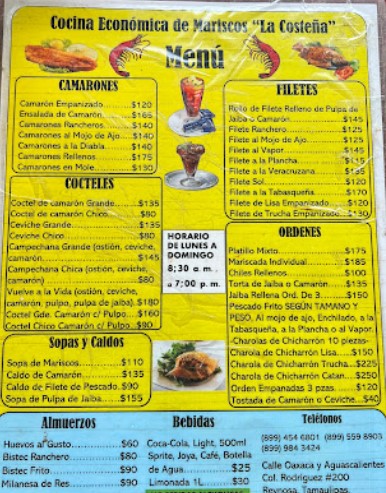 Cocina Económica de Mariscos "La Costeña"
Menú
CAMARONES
Camarón Empanizado.....$120
Ensalada de Camarón.....$165
Camarones Rancheros.....$140
Camarones al Mojo de Ajo....$140
Camarones a la Diabla.....$140
Camarones Rellenos.....$175
Camarones en Mole.....$130
COCTELES
Coctel de camarón Grande.....$135
Coctel de camarón Chico.....$80
Ceviche Grande.....$135
Ceviche Chico.....$80
Campechana Grande (ostión, ceviche,
camarón.....$145
Campechana Chica (ostión, ceviche,
camarón).....$80
Vuelve a la Vida (ostión, ceviche,
camarón, pulpo, pulpa de jaiba).$180
Coctel Gde. Camarón c/ Pulpo....$160
Coctel Chico Camarón c/ Pulpo..$90
Sopas y Caldos
Sopa de Mariscos.....$110
Caldo de Camarón.....$135
Caldo de Filete de Pescado.$90
Sopa de Pulpa de Jaiba.....$155
HORARIO
DE LUNES A
DOMINGO
8:30 a m.
a 7:00 p. m.
FILETES
Rollo de Filete Relleno de Pulpa de
Jaiba o Camarón.....$145
Filete Ranchero.....$125
Filete al Mojo de Ajo.....$125
Filete al Vapor.....$145
Filete a la Plancha.....$115
Filete a la Veracruzana.....$135
Filete Sol.....$120
Filete a la Tabasqueña.....$170
Filete de Lisa Empanizado.....$120
Filete de Trucha Empanizado...$130
ORDENES
Platillo Mixto.....$175
Mariscada Individual.....$185
Chiles Rellenos.....$100
Torta de Jaiba o Camarón.....$135
Jaiba Rellena Ord. De 3.....$150
Pescado Frito SEGÚN TAMANO Y
PESO. Al mojo de ajo, Enchilado, a la
Tabasqueña, a la Plancha o al Vapor.
-Charolas de Chicharrón 10 piezas-
Charola de Chicharrón Lisa.....$150
Charola de Chicharrón Trucha...$225
Charola de Chicharrón Catan....$250
Orden Empanadas 3 pzas.....$120
Tostada de Camarón o Ceviche..$40
Almuerzos
Huevos al Gusto.....$60
Bistec Ranchero.....$80
Bistec Frito.....$90
Milanesa de Res.....$90
Bebidas
Coca-Cola, Light, 500ml
Sprite, Joya, Café, Botella
de Agua.....$25
Limonada 1L.....$30
Teléfonos
(899) 454 6801 (899) 559 8903
(899) 984 3424
Calle Oaxaca y Aguascalientes
Col. Rodríguez #200
Reynosa, Tamaulipas